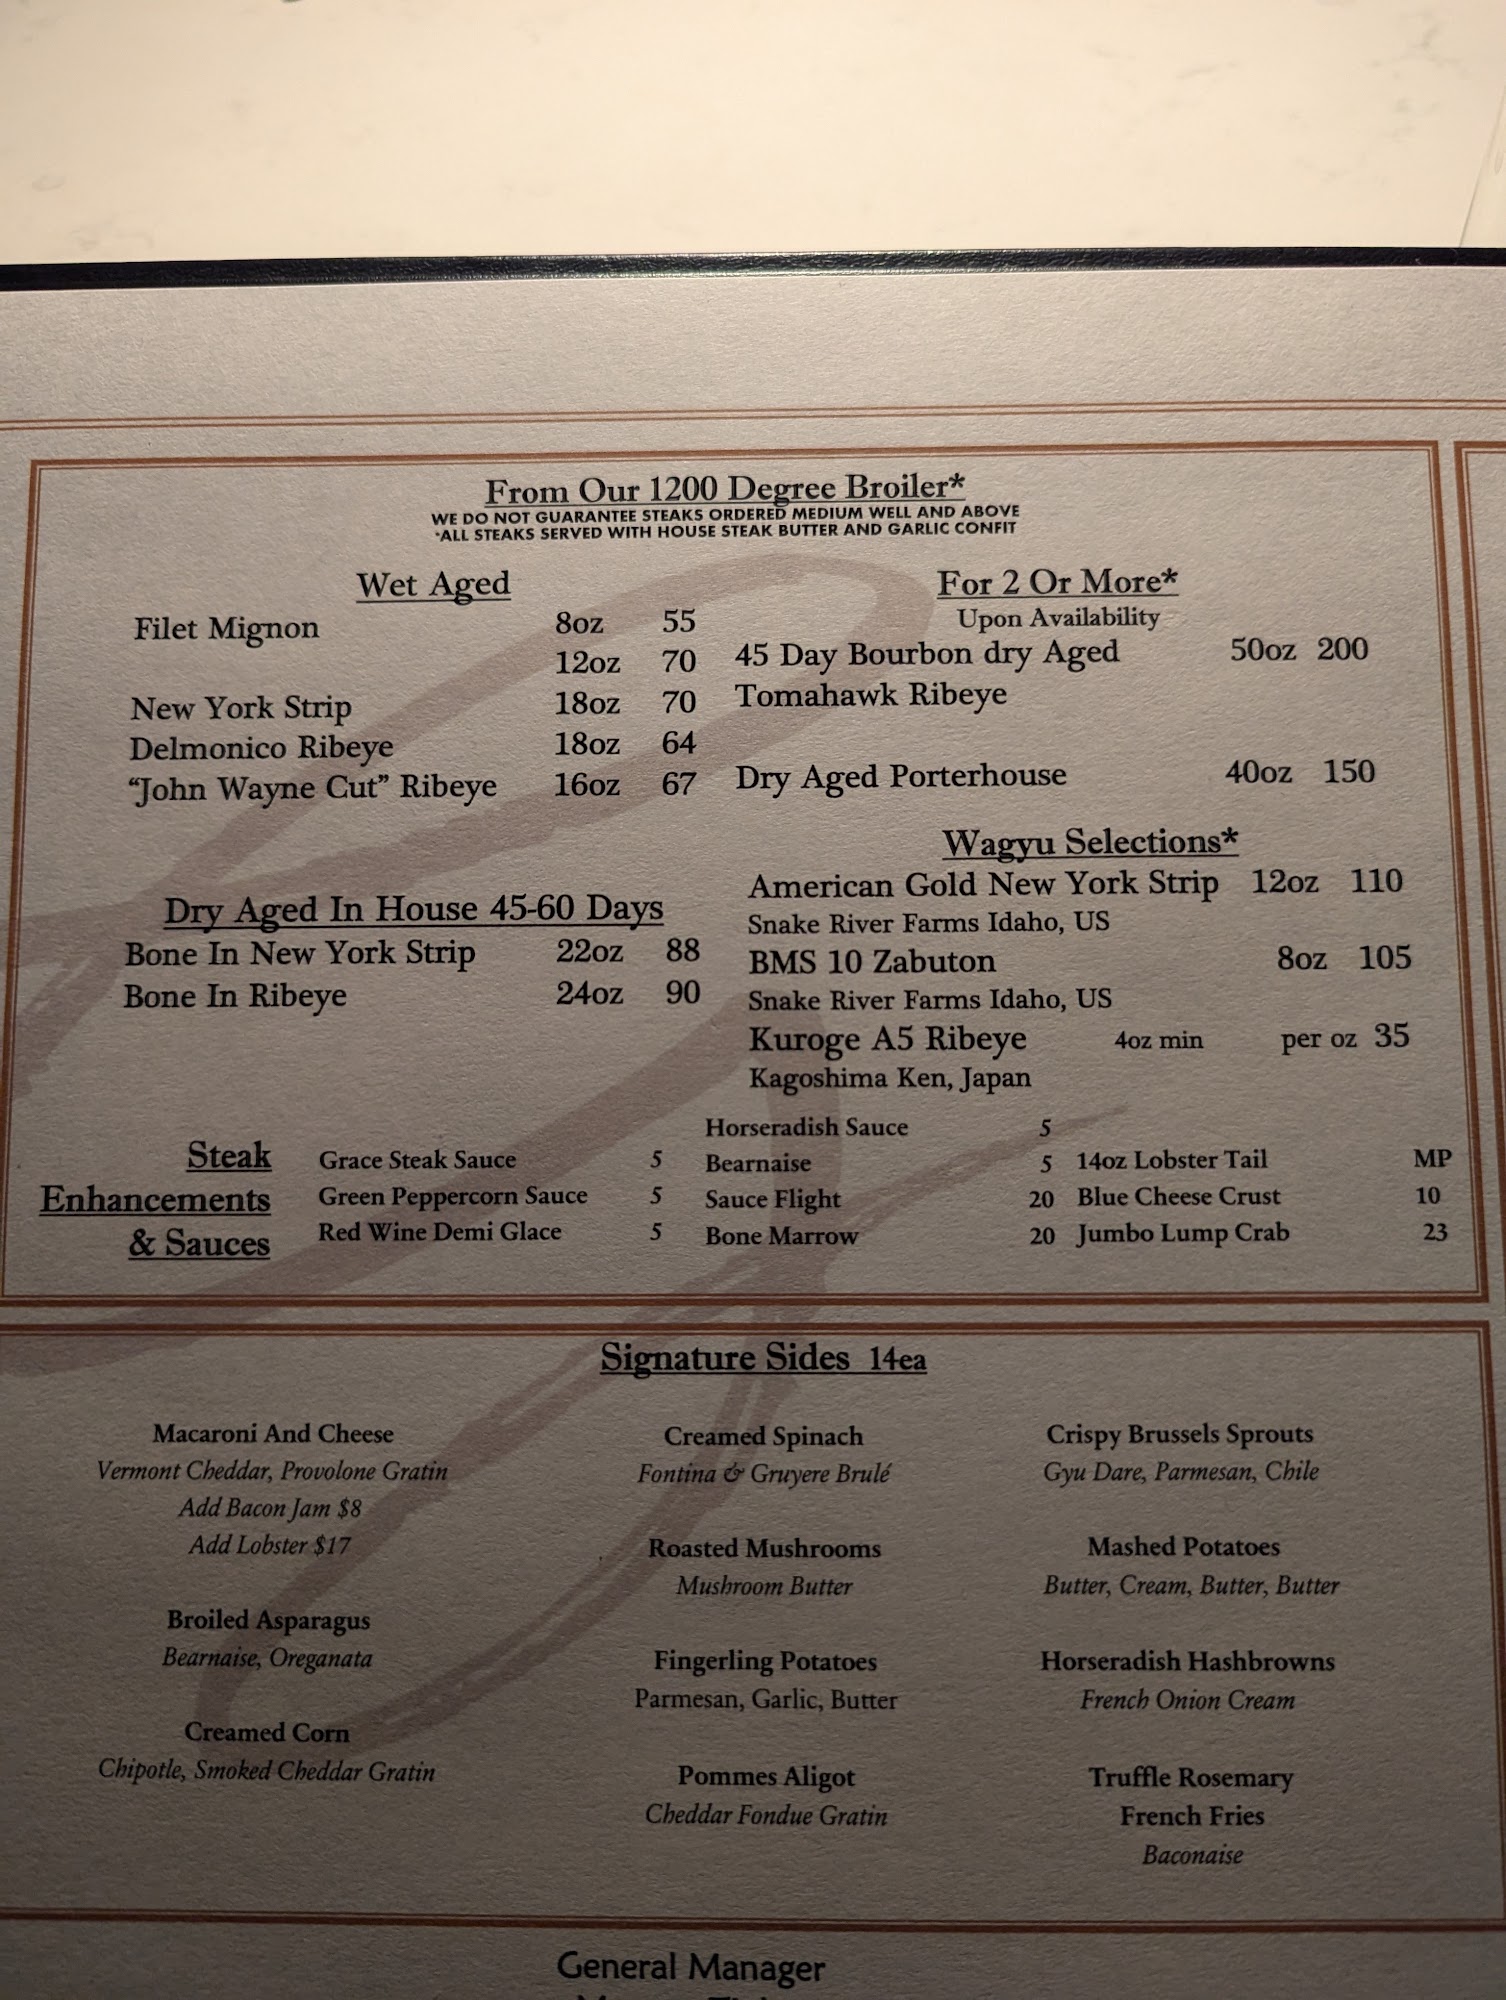 From Our 1200 Degree Broiler*
WE DO NOT GUARANTEE STEAKS ORDERED MEDIUM WELL AND ABOVE
*ALL STEAKS SERVED WITH HOUSE STEAK BUTTER AND GARLIC CONFIT
Wet Aged
Filet Mignon 8oz 55
12oz 70
New York Strip 18oz 70
Delmonico Ribeye 18oz 64
“John Wayne Cut” Ribeye 16oz 67
Dry Aged In House 45-60 Days
Bone In New York Strip 22oz 88
Bone In Ribeye 24oz 90
For 2 Or More*
Upon Availability
45 Day Bourbon dry Aged 50oz 200
Tomahawk Ribeye
Dry Aged Porterhouse 40oz 150
Wagyu Selections*
American Gold New York Strip 12oz 110
Snake River Farms Idaho, US
BMS 10 Zabuton 8oz 105
Snake River Farms Idaho, US
Kuroge A5 Ribeye 4oz min per oz 35
Kagoshima Ken, Japan
Steak
Enhancements
& Sauces
Grace Steak Sauce 5
Green Peppercorn Sauce 5
Red Wine Demi Glace 5
Horseradish Sauce 5
Bearnaise 5
Sauce Flight 20
Bone Marrow 20
14oz Lobster Tail MP
Blue Cheese Crust 10
Jumbo Lump Crab 23
Signature Sides 14ea
Macaroni And Cheese
Vermont Cheddar, Provolone Gratin
Add Bacon Jam $8
Add Lobster $17
Broiled Asparagus
Bearnaise, Oreganata
Creamed Corn
Chipotle, Smoked Cheddar Gratin
Creamed Spinach
Fontina & Gruyere Brulé
Roasted Mushrooms
Mushroom Butter
Fingerling Potatoes
Parmesan, Garlic, Butter
Pommes Aligot
Cheddar Fondue Gratin
Crispy Brussels Sprouts
Gyu Dare, Parmesan, Chile
Mashed Potatoes
Butter, Cream, Butter, Butter
Horseradish Hashbrowns
French Onion Cream
Truffle Rosemary
French Fries
Baconaise
General Manager